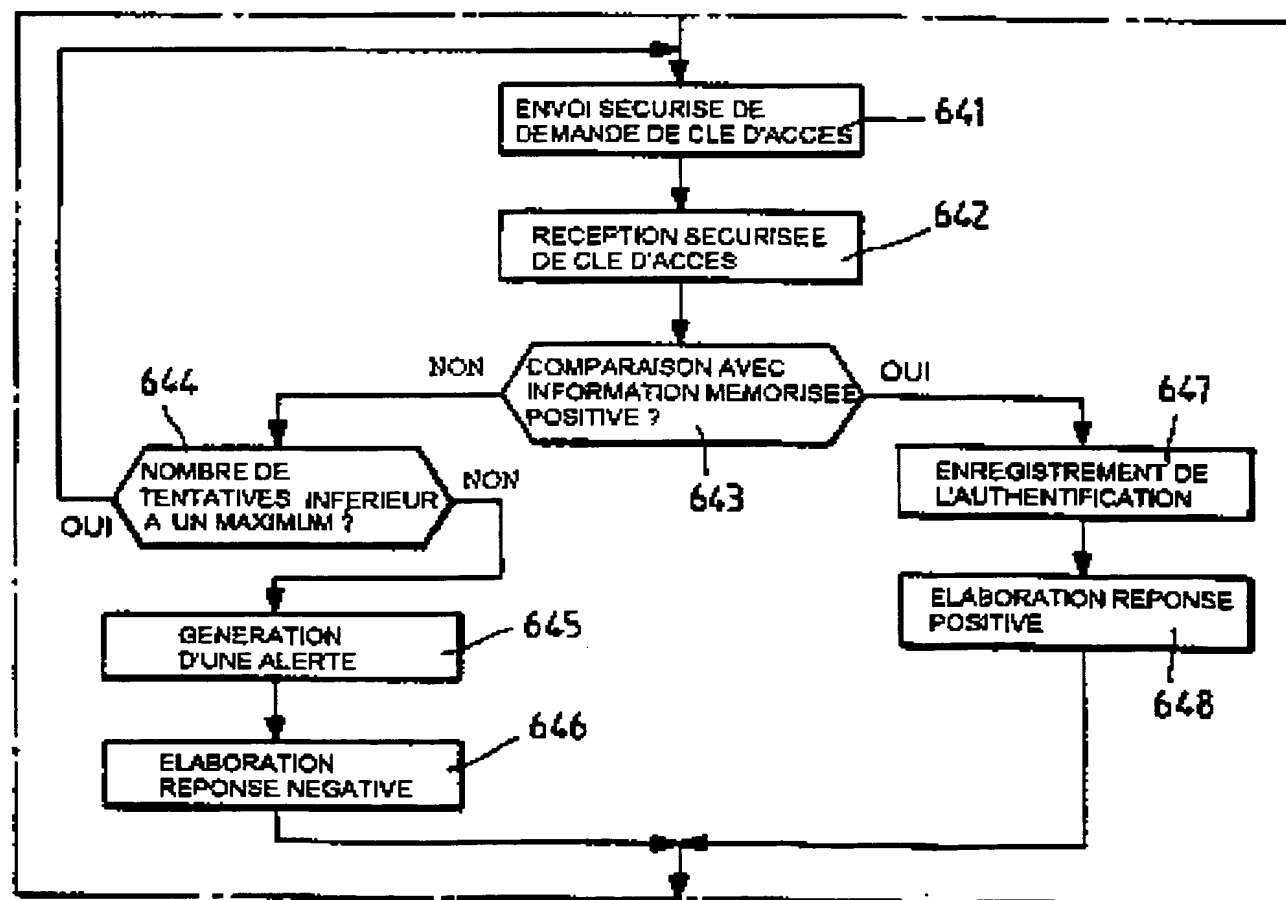 ENVOI SECURISE DE
DEMANDE DE CLE D'ACCES
641
RECEPTION SECURISEE
DE CLE D'ACCES
642
COMPARAISON AVEC
INFORMATION MEMORISEE
POSITIVE ?
643
NON
OUI
644
NOMBRE DE
TENTATIVES INFERIEUR
A UN MAXIMUM ?
NON
OUI
647
ENREGISTREMENT DE
L'AUTHENTIFICATION
GENERATION
D'UNE ALERTE
645
ELABORATION REPONSE
POSITIVE
648
ELABORATION
REPONSE NEGATIVE
646